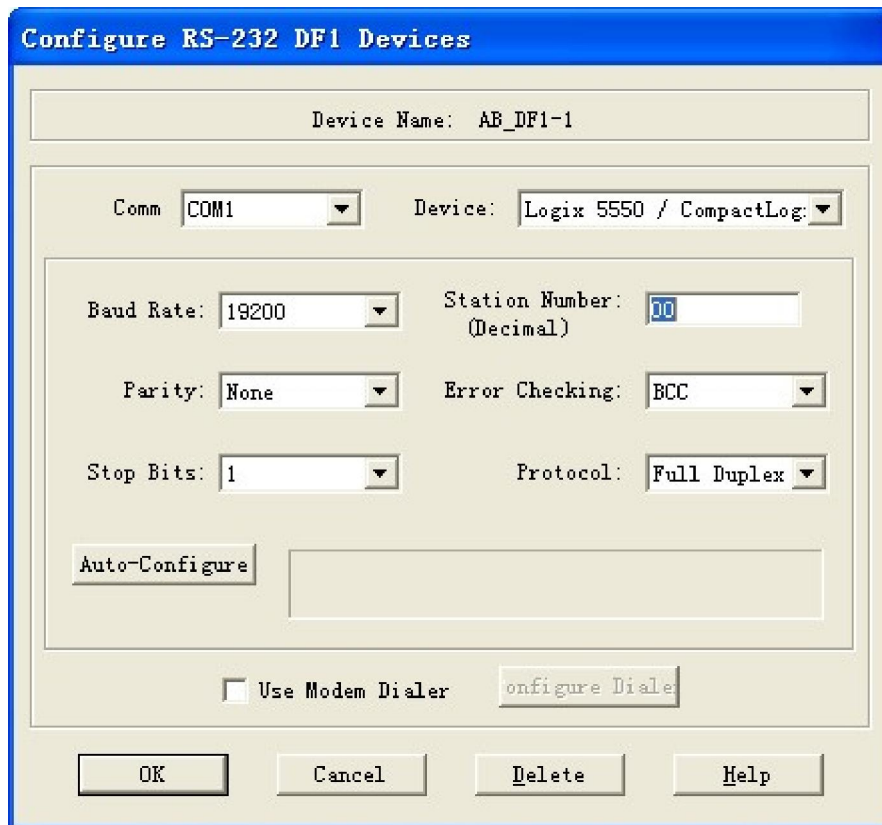 Configure RS-232 DF1 Devices
Device Name: AB_DF1-1
Comm COM1 Device: Logix 5550 / CompactLog
Baud Rate: 19200 Station Number: 00
(Decimal)
Parity: None Error Checking: BCC
Stop Bits: 1 Protocol: Full Duplex
Auto-Configure
Use Modem Dialer onfigure Diale
OK Cancel Delete Help